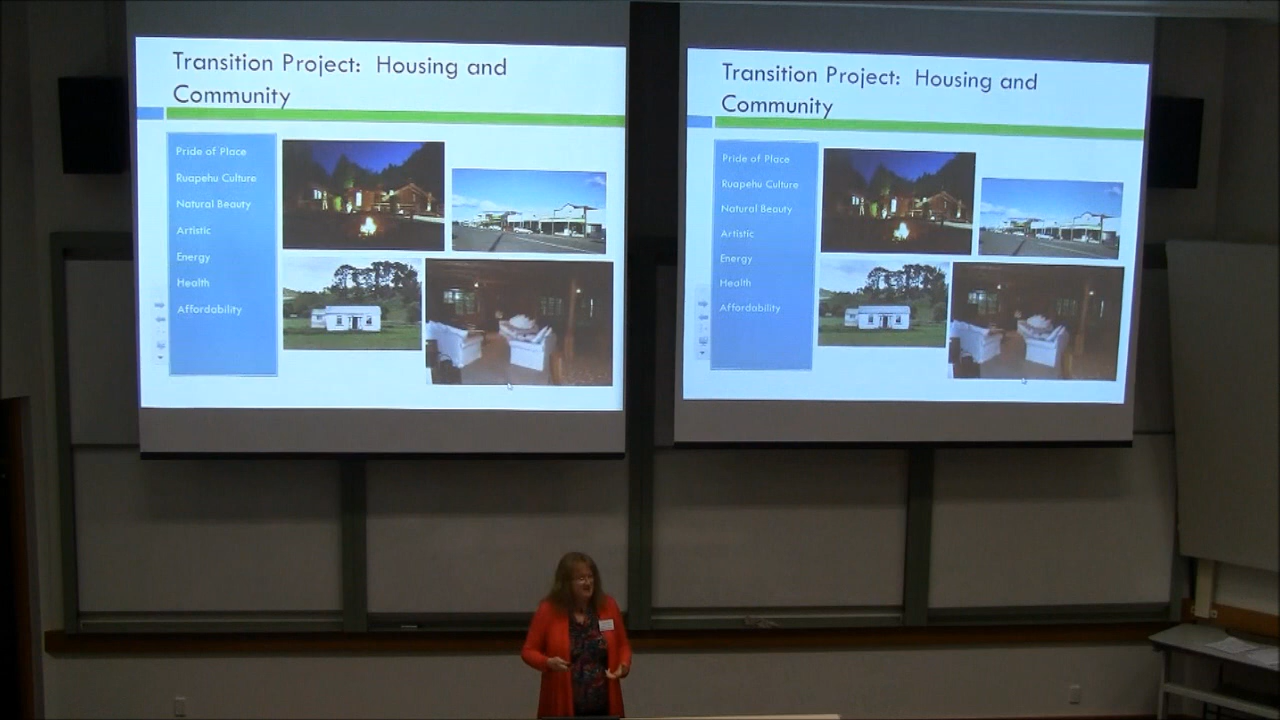 Transition Project: Housing and
Community
Pride of Place
Ruapehu Culture
Natural Beauty
Artistic
Energy
Health
Affordability
Transition Project: Housing and
Community
Pride of Place
Ruapehu Culture
Natural Beauty
Artistic
Energy
Health
Affordability